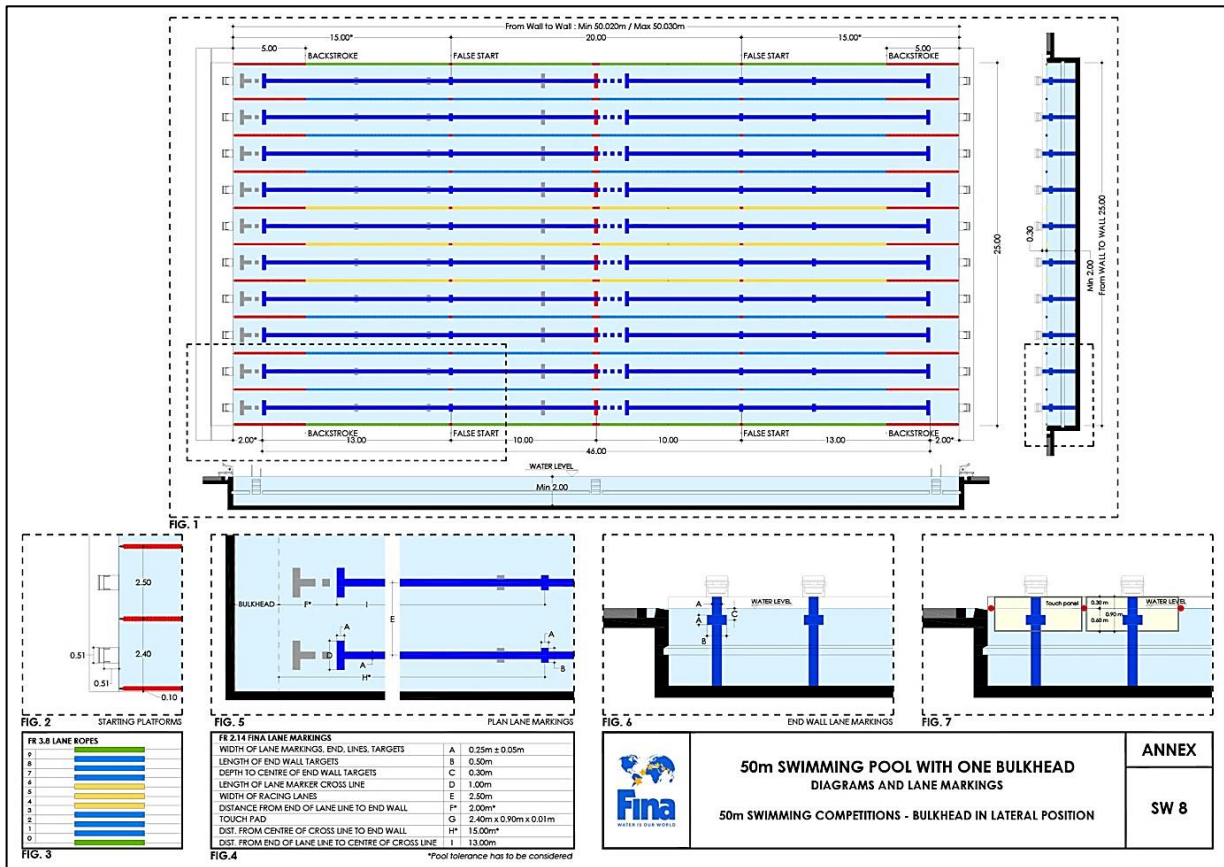 From Wall to Wall : Min 50.020m / Max 50.030m
15.00* 20.00 15.00*
5.00 5.00
BACKSTROKE FALSE START FALSE START BACKSTROKE
25.00
0.30
Min 2.00
From WALL TO WALL 25.00
BACKSTROKE FALSE START FALSE START BACKSTROKE
2.00* 13.00 10.00 10.00 13.00 2.00*
46.00
WATER LEVEL
Min 2.00
FIG. 1
2.50
2.40
0.51
0.51
0.10
FIG. 2 STARTING PLATFORMS
BULKHEAD F* I
E
A A
D A B
H*
FIG. 5 PLAN LANE MARKINGS
WATER LEVEL
A C
A
B
FIG. 6 END WALL LANE MARKINGS
WATER LEVEL
Touch panel 0.30 m
0.90 m
0.60 m
FIG. 7
FR 3.8 LANE ROPES
9
8
7
6
5
4
3
2
1
0
FIG. 3
FR 2.14 FINA LANE MARKINGS
WIDTH OF LANE MARKINGS, END, LINES, TARGETS A 0.25m ± 0.05m
LENGTH OF END WALL TARGETS B 0.50m
DEPTH TO CENTRE OF END WALL TARGETS C 0.30m
LENGTH OF LANE MARKER CROSS LINE D 1.00m
WIDTH OF RACING LANES E 2.50m
DISTANCE FROM END OF LANE LINE TO END WALL F* 2.00m*
TOUCH PAD G 2.40m x 0.90m x 0.01m
DIST. FROM CENTRE OF CROSS LINE TO END WALL H* 15.00m*
DIST. FROM END OF LANE LINE TO CENTRE OF CROSS LINE I 13.00m
FIG.4 *Pool tolerance has to be considered
Fina
WATER IS OUR WORLD
50m SWIMMING POOL WITH ONE BULKHEAD
DIAGRAMS AND LANE MARKINGS
50m SWIMMING COMPETITIONS - BULKHEAD IN LATERAL POSITION
ANNEX
SW 8